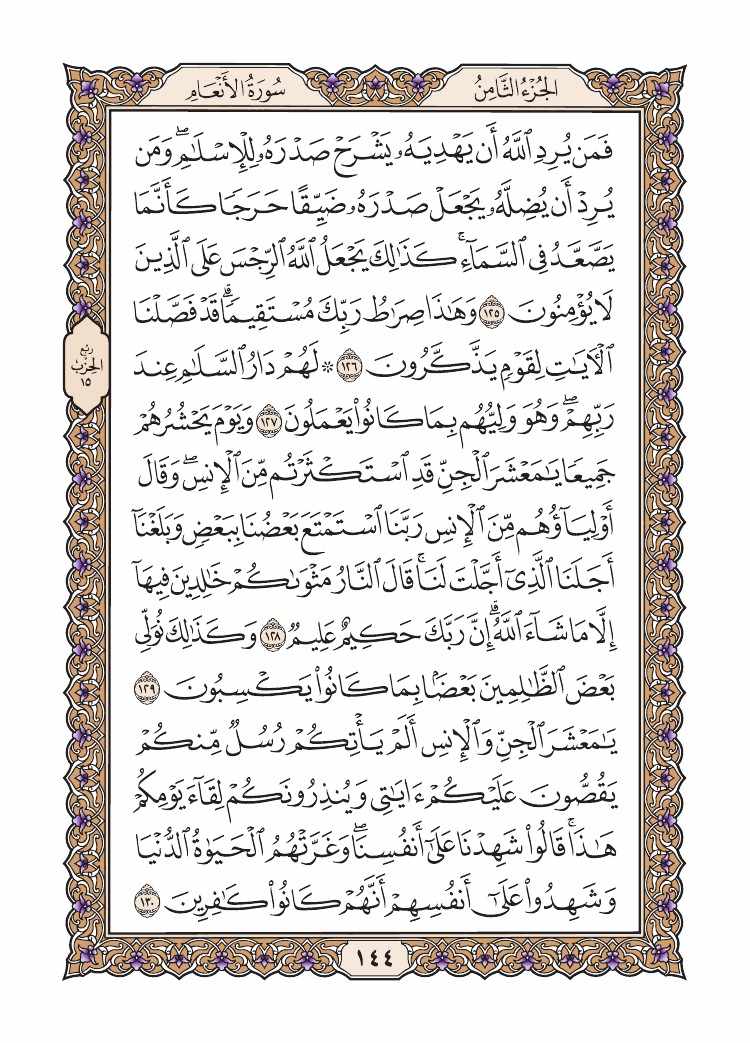 الجُزْءُ الثَّامِنُ
سُورَةُ الأَنْعَامِ
فَمَن يُرِدِ ٱللَّهُ أَن يَهْدِيَهُۥ يَشْرَحْ صَدْرَهُۥ لِلْإِسْلَٰمِۖ وَمَن
يُرِدْ أَن يُضِلَّهُۥ يَجْعَلْ صَدْرَهُۥ ضَيِّقًا حَرَجًا كَأَنَّمَا
يَصَّعَّدُ فِى ٱلسَّمَآءِۚ كَذَٰلِكَ يَجْعَلُ ٱللَّهُ ٱلرِّجْسَ عَلَى ٱلَّذِينَ
لَا يُؤْمِنُونَ ١٢٥ وَهَٰذَا صِرَٰطُ رَبِّكَ مُسْتَقِيمًاۗ قَدْ فَصَّلْنَا
ٱلْءَايَٰتِ لِقَوْمٍ يَذَّكَّرُونَ ١٢٦ ۞ لَهُمْ دَارُ ٱلسَّلَٰمِ عِندَ
رَبِّهِمْۖ وَهُوَ وَلِيُّهُم بِمَا كَانُوا۟ يَعْمَلُونَ ١٢٧ وَيَوْمَ يَحْشُرُهُمْ
جَمِيعًا يَٰمَعْشَرَ ٱلْجِنِّ قَدِ ٱسْتَكْثَرْتُم مِّنَ ٱلْإِنسِۖ وَقَالَ
أَوْلِيَآؤُهُم مِّنَ ٱلْإِنسِ رَبَّنَا ٱسْتَمْتَعَ بَعْضُنَا بِبَعْضٍ وَبَلَغْنَآ
أَجَلَنَا ٱلَّذِىٓ أَجَّلْتَ لَنَاۚ قَالَ ٱلنَّارُ مَثْوَىٰكُمْ خَٰلِدِينَ فِيهَآ
إِلَّا مَا شَآءَ ٱللَّهُۗ إِنَّ رَبَّكَ حَكِيمٌ عَلِيمٌ ١٢٨ وَكَذَٰلِكَ نُوَلِّى
بَعْضَ ٱلظَّٰلِمِينَ بَعْضًۢا بِمَا كَانُوا۟ يَكْسِبُونَ ١٢٩
يَٰمَعْشَرَ ٱلْجِنِّ وَٱلْإِنسِ أَلَمْ يَأْتِكُمْ رُسُلٌ مِّنكُمْ
يَقُصُّونَ عَلَيْكُمْ ءَايَٰتِى وَيُنذِرُونَكُمْ لِقَآءَ يَوْمِكُمْ
هَٰذَاۚ قَالُوا۟ شَهِدْنَا عَلَىٰٓ أَنفُسِنَاۖ وَغَرَّتْهُمُ ٱلْحَيَوٰةُ ٱلدُّنْيَا
وَشَهِدُوا۟ عَلَىٰٓ أَنفُسِهِمْ أَنَّهُمْ كَانُوا۟ كَٰفِرِينَ ١٣٠
ربع
الحِزْب
١٥
١٤٤